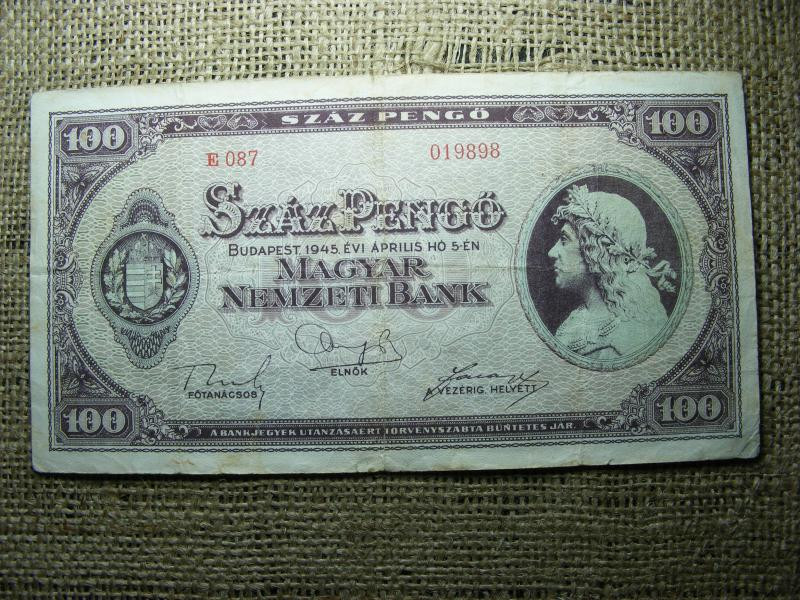 100 SZÁZ PENGŐ 100
E 087 019898
SZÁZ PENGŐ
BUDAPEST 1945. ÉVI ÁPRILIS HÓ 5-ÉN
MAGYAR
NEMZETI BANK
FŐTANÁCSOS ELNÖK A VEZÉRIG. HELYETT
100 A BANKJEGYEK UTÁNZÁSÁÉRT TÖRVÉNYSZABTA BÜNTETÉS JÁR. 100